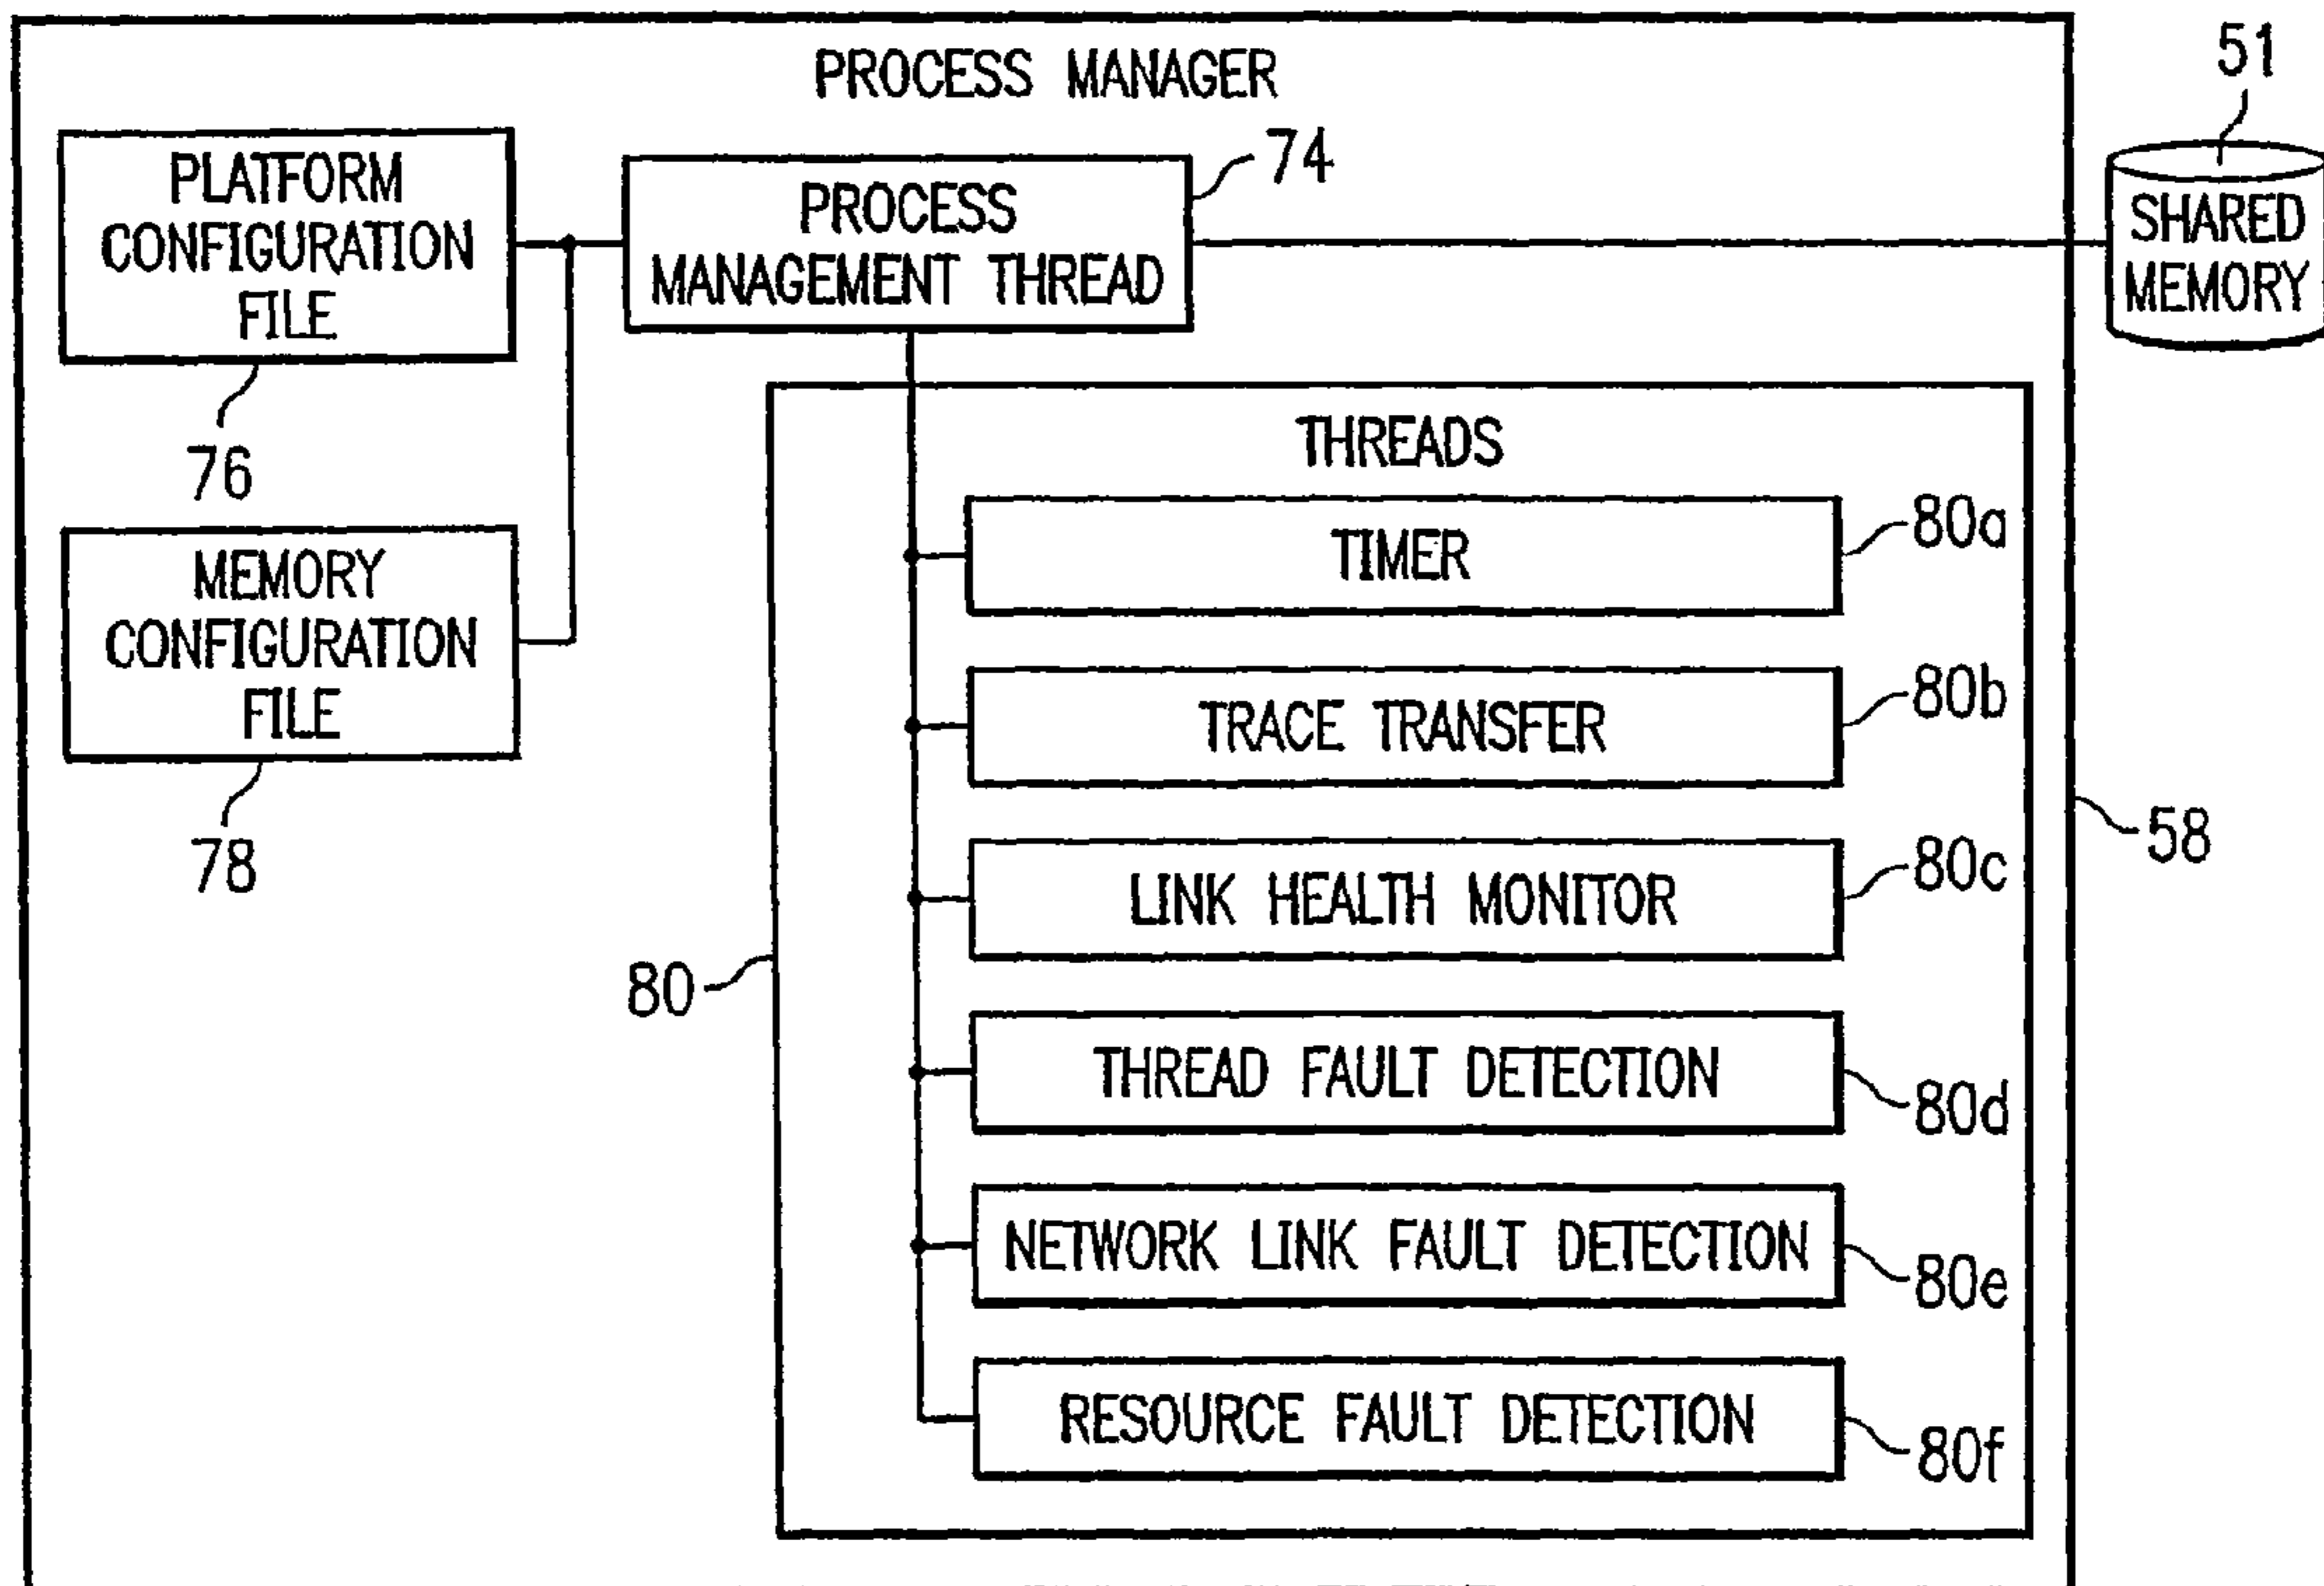 PROCESS MANAGER
51
PLATFORM
CONFIGURATION
FILE
76
PROCESS
MANAGEMENT THREAD
74
SHARED
MEMORY
MEMORY
CONFIGURATION
FILE
78
THREADS
TIMER
80a
TRACE TRANSFER
80b
LINK HEALTH MONITOR
80c
58
80
THREAD FAULT DETECTION
80d
NETWORK LINK FAULT DETECTION
80e
RESOURCE FAULT DETECTION
80f